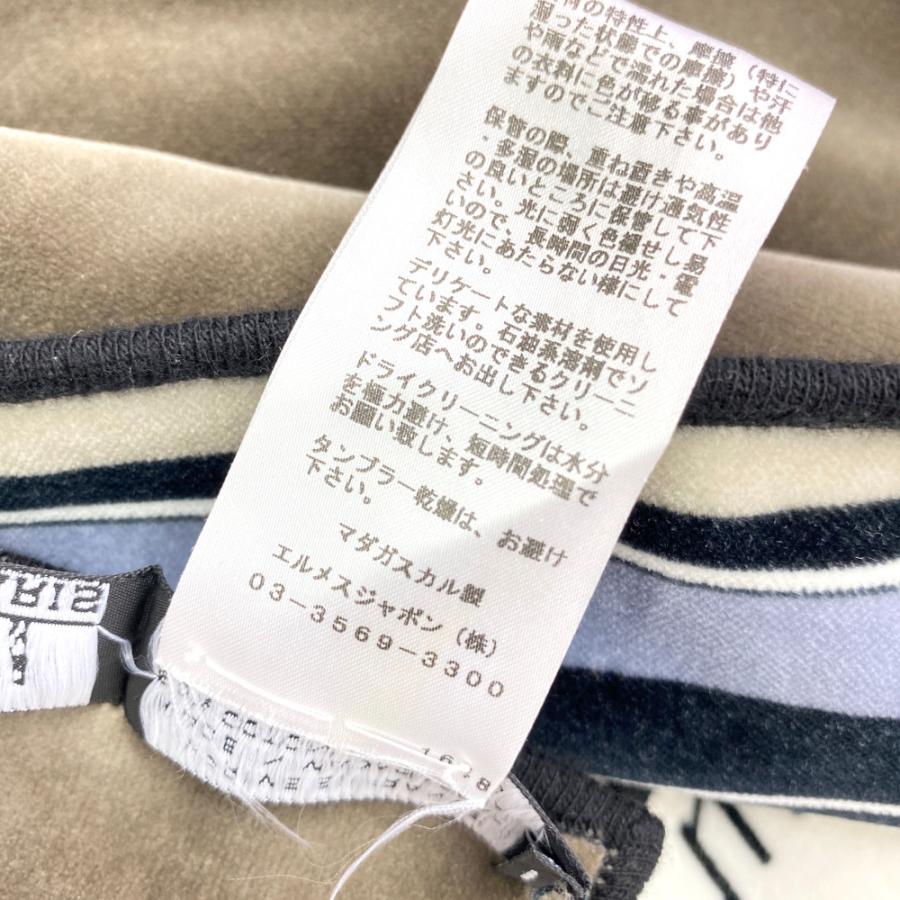 の特性上、摩擦（特に
湿った状態での摩擦）や汗
や雨などで濡れた場合は他
の衣料に色が移る事があり
ますのでご注意下さい。
保管の際、重ね置きや高温
・多湿の場所は避け通気性
の良いところに保管して下
さい。光に弱く色褪せし易
いので、長時間の日光・電
灯光にあたらない様にして
下さい。
デリケートな素材を使用し
ています。石油系溶剤でソ
フト洗いのできるクリーニ
ング店へお出し下さい。
ドライクリーニングは水分
を極力避け、短時間処理で
お願い致します。
タンブラー乾燥は、お避け
下さい。
マダガスカル製
エルメスジャポン（株）
03-3569-3300
RIS